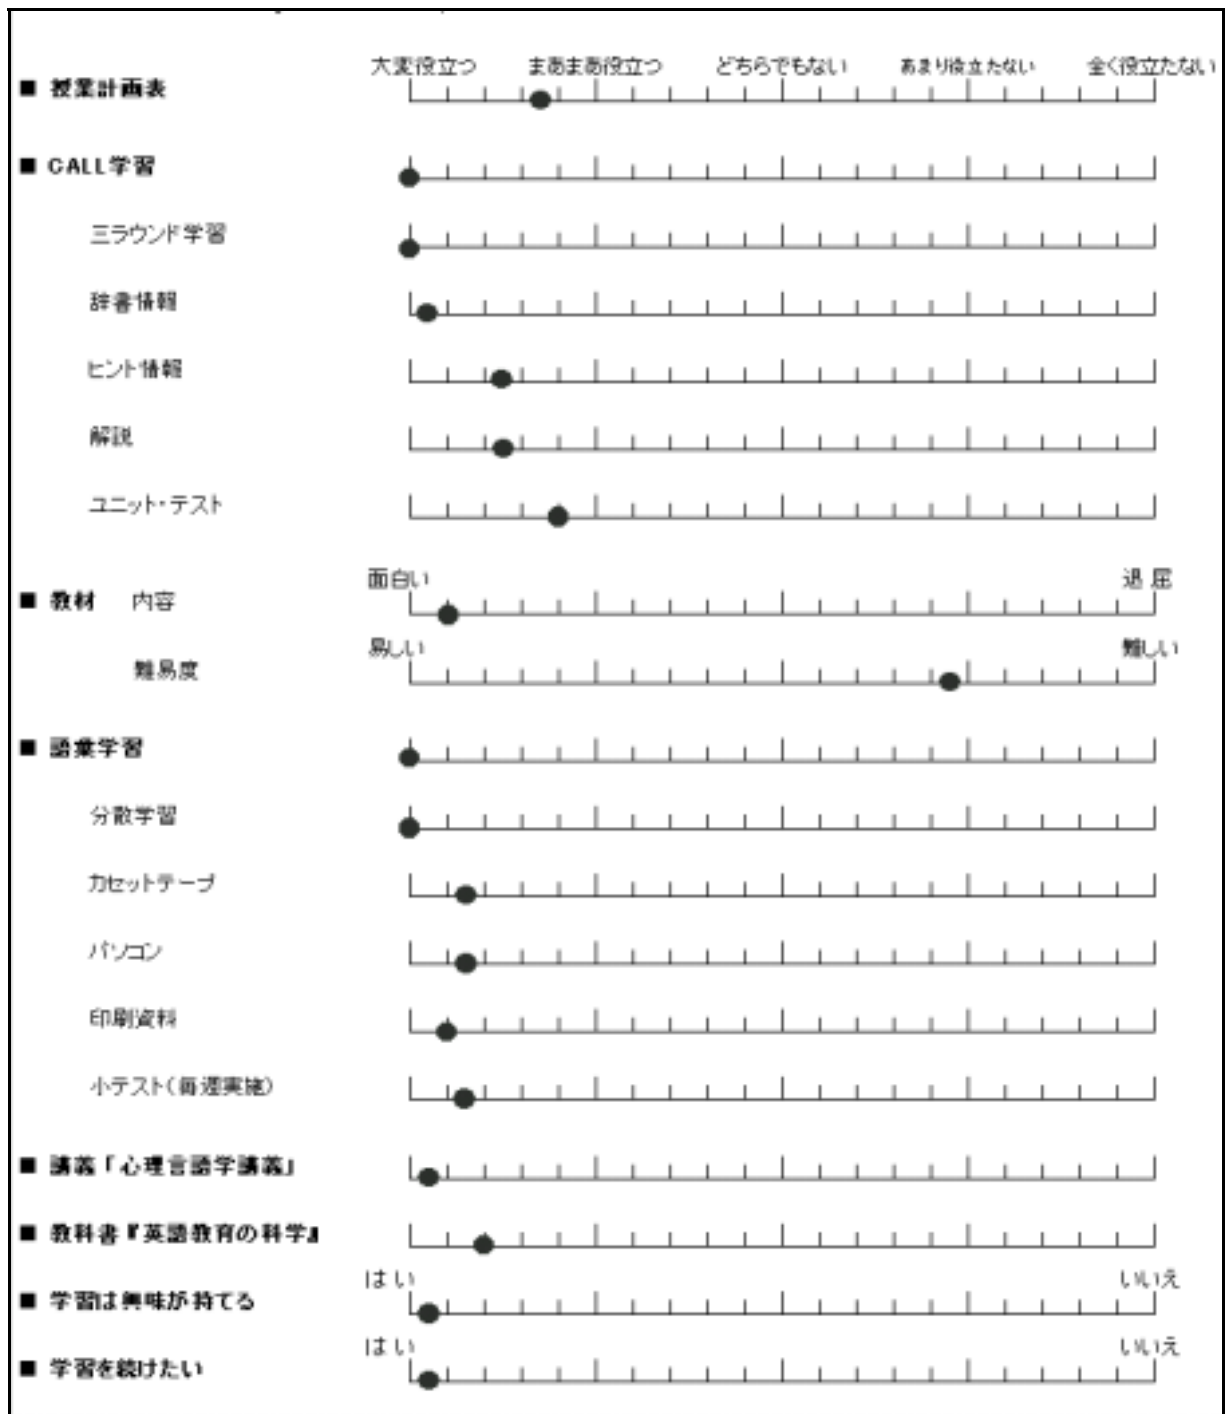 大変役立つ まあまあ役立つ どちらでもない あまり役立たない 全く役立たない
■ 授業計画表
■ CALL学習
三ラウンド学習
辞書情報
ヒント情報
解説
ユニット・テスト
面白い 退屈
■ 教材 内容
易しい 難しい
難易度
■ 語彙学習
分散学習
カセットテープ
パソコン
印刷資料
小テスト(毎週実施)
■ 講義「心理言語学講義」
■ 教科書『英語教育の科学』
はい いいえ
■ 学習は興味が持てる
はい いいえ
■ 学習を続けたい